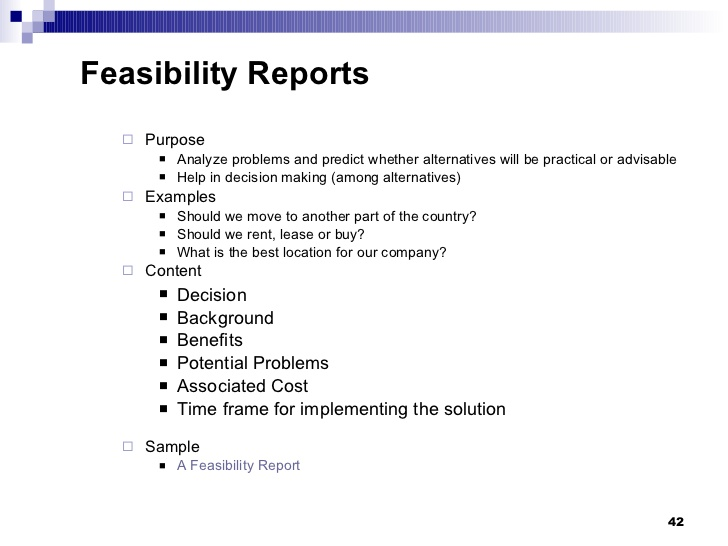 Feasibility Reports
Purpose
Analyze problems and predict whether alternatives will be practical or advisable
Help in decision making (among alternatives)
Examples
Should we move to another part of the country?
Should we rent, lease or buy?
What is the best location for our company?
Content
Decision
Background
Benefits
Potential Problems
Associated Cost
Time frame for implementing the solution
Sample
A Feasibility Report
42